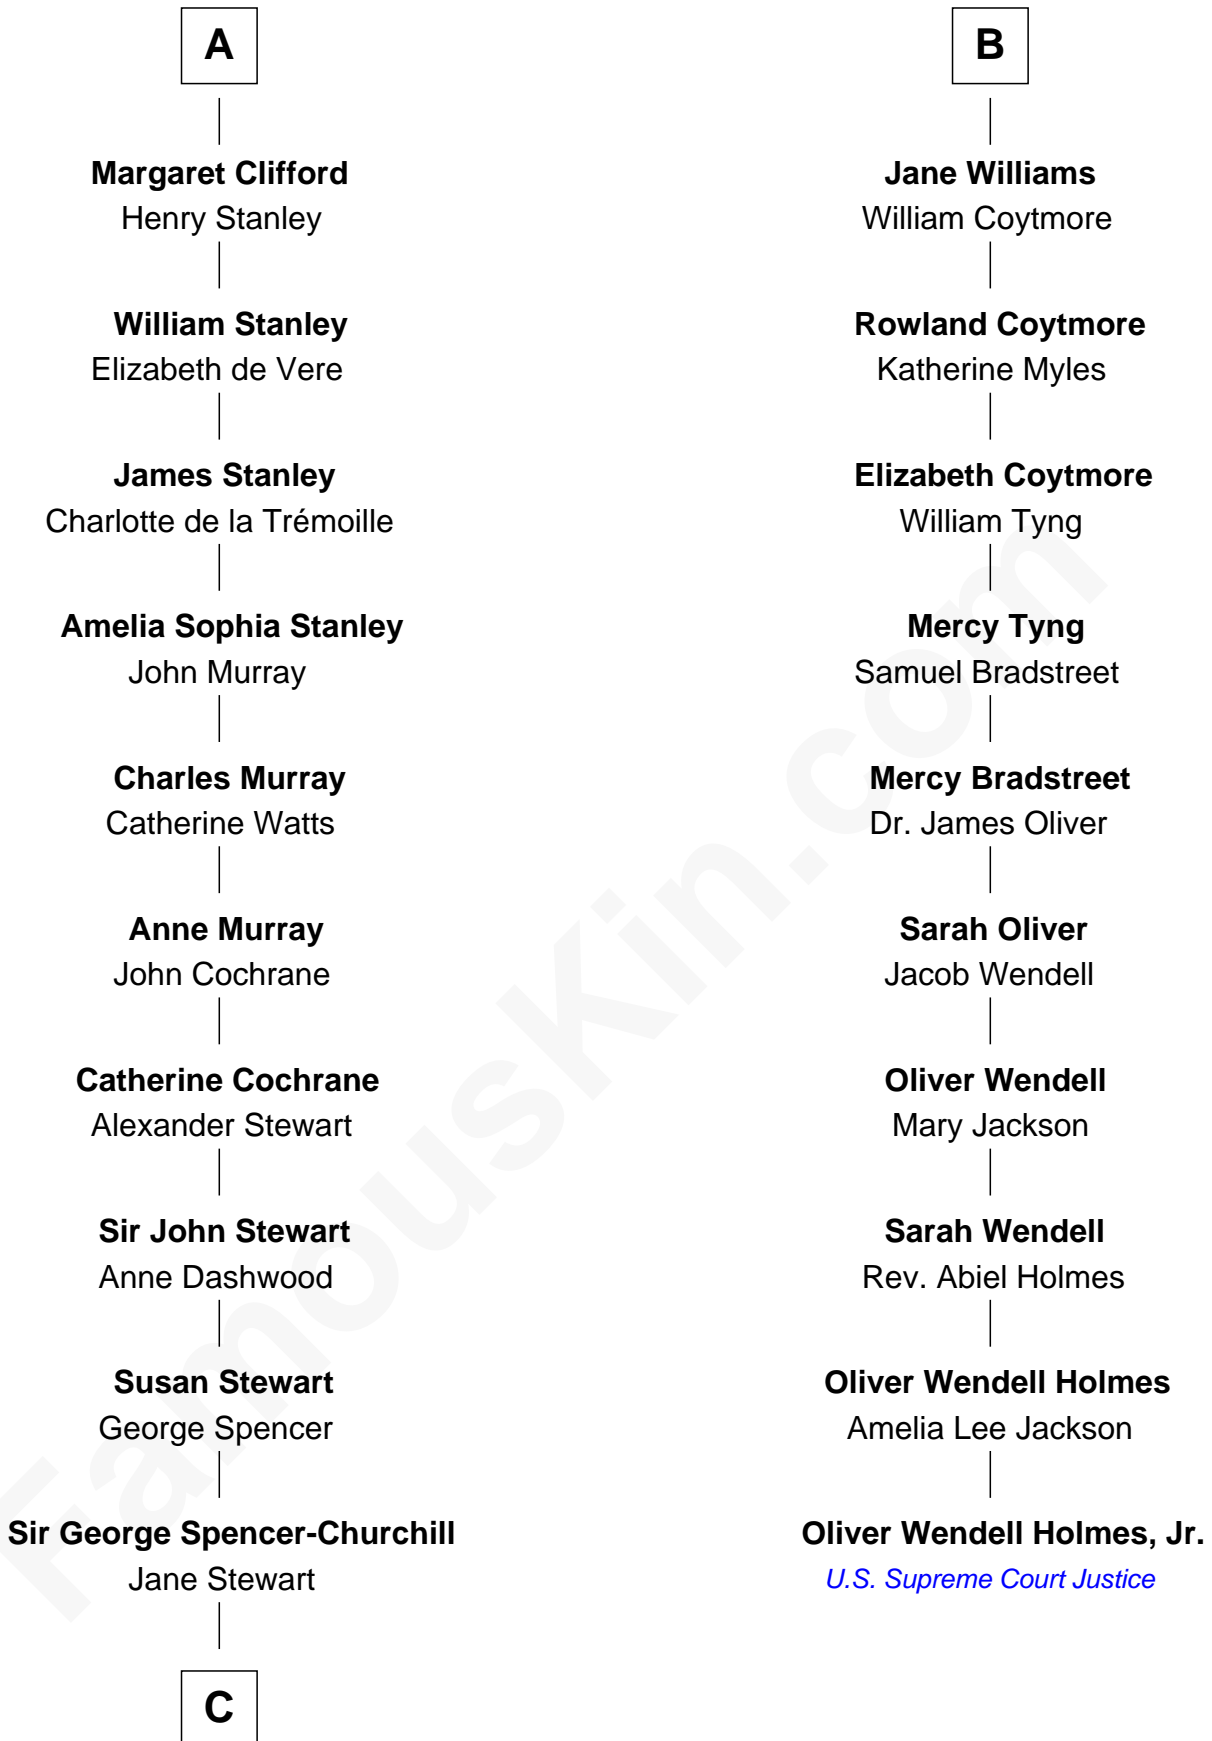 A
Margaret Clifford
Henry Stanley
William Stanley
Elizabeth de Vere
James Stanley
Charlotte de la Trémoille
Amelia Sophia Stanley
John Murray
Charles Murray
Catherine Watts
Anne Murray
John Cochrane
Catherine Cochrane
Alexander Stewart
Sir John Stewart
Anne Dashwood
Susan Stewart
George Spencer
Sir George Spencer-Churchill
Jane Stewart
C
B
Jane Williams
William Coytmore
Rowland Coytmore
Katherine Myles
Elizabeth Coytmore
William Tyng
Mercy Tyng
Samuel Bradstreet
Mercy Bradstreet
Dr. James Oliver
Sarah Oliver
Jacob Wendell
Oliver Wendell
Mary Jackson
Sarah Wendell
Rev. Abiel Holmes
Oliver Wendell Holmes
Amelia Lee Jackson
Oliver Wendell Holmes, Jr.
U.S. Supreme Court Justice
FamousKin.com